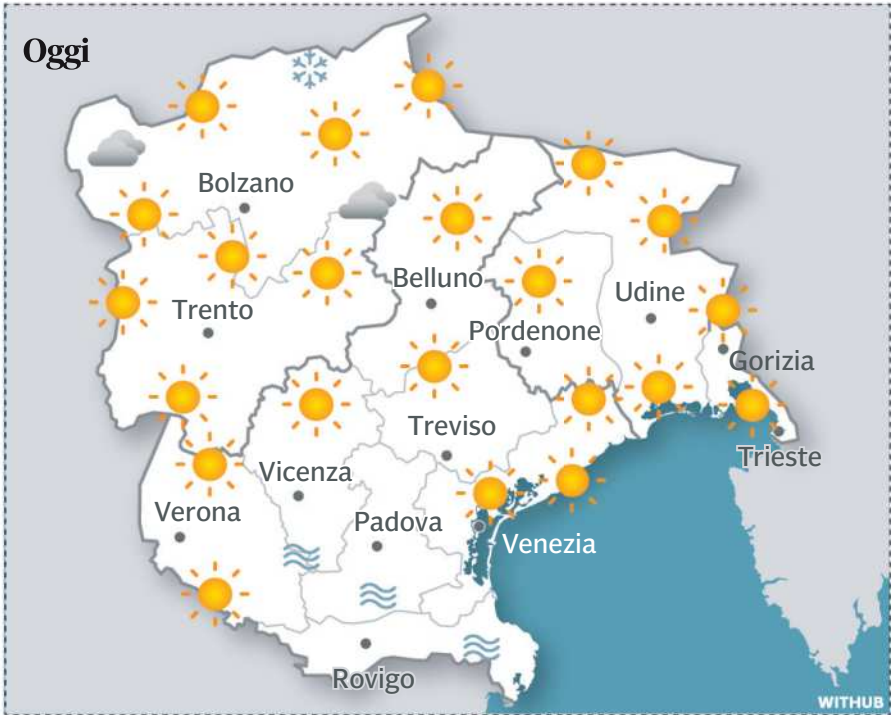 Oggi
Bolzano
Belluno
Udine
Trento
Pordenone
Gorizia
Treviso
Trieste
Vicenza
Verona
Padova
Venezia
Rovigo
WITHUB